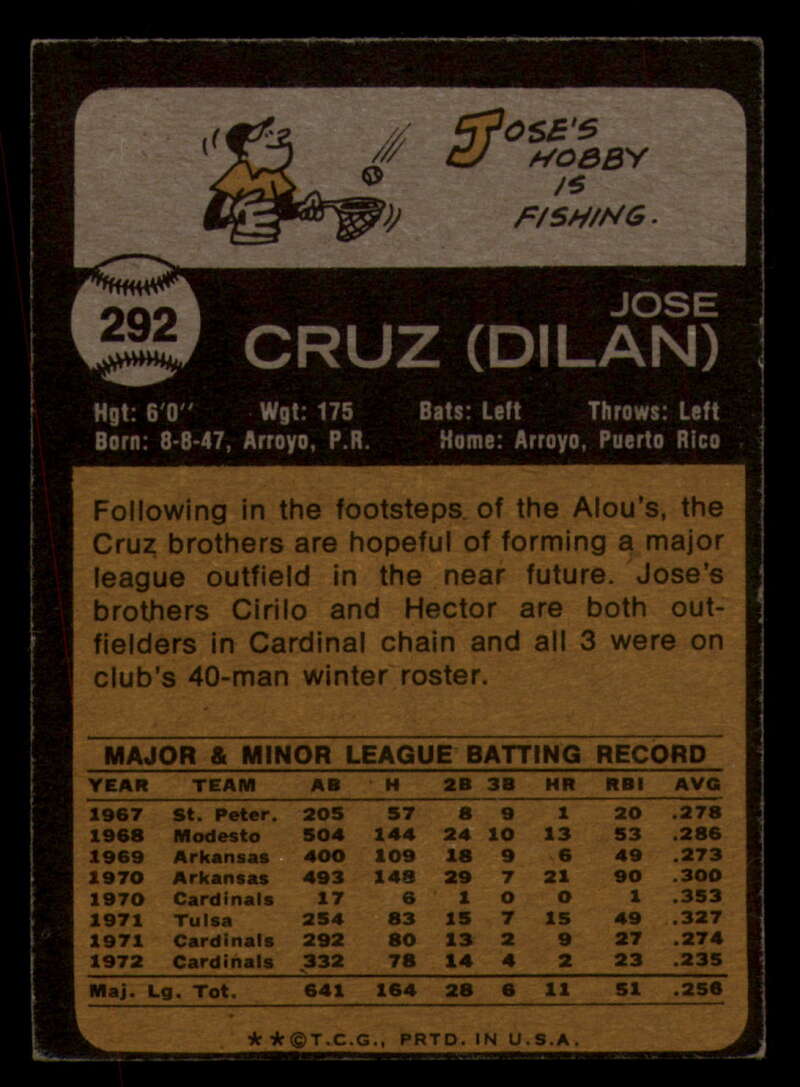 JOSE'S
HOBBY
IS
FISHING.
292
JOSE
CRUZ (DILAN)
Hgt: 6'0" Wgt: 175 Bats: Left Throws: Left
Born: 8-8-47, Arroyo, P.R. Home: Arroyo, Puerto Rico
Following in the footsteps of the Alou's, the
Cruz brothers are hopeful of forming a major
league outfield in the near future. Jose's
brothers Cirilo and Hector are both out-
fielders in Cardinal chain and all 3 were on
club's 40-man winter roster.
MAJOR & MINOR LEAGUE BATTING RECORD
YEAR TEAM AB H 2B 3B HR RBI AVG
1967 St. Peter. 205 57 8 9 1 20 .278
1968 Modesto 504 144 24 10 13 53 .286
1969 Arkansas 400 109 18 9 6 49 .273
1970 Arkansas 493 148 29 7 21 90 .300
1970 Cardinals 17 6 1 0 0 1 .353
1971 Tulsa 254 83 15 7 15 49 .327
1971 Cardinals 292 80 13 2 9 27 .274
1972 Cardinals 332 78 14 4 2 23 .235
Maj. Lg. Tot. 641 164 28 6 11 51 .256
**©T.C.G., PRTD. IN U.S.A.